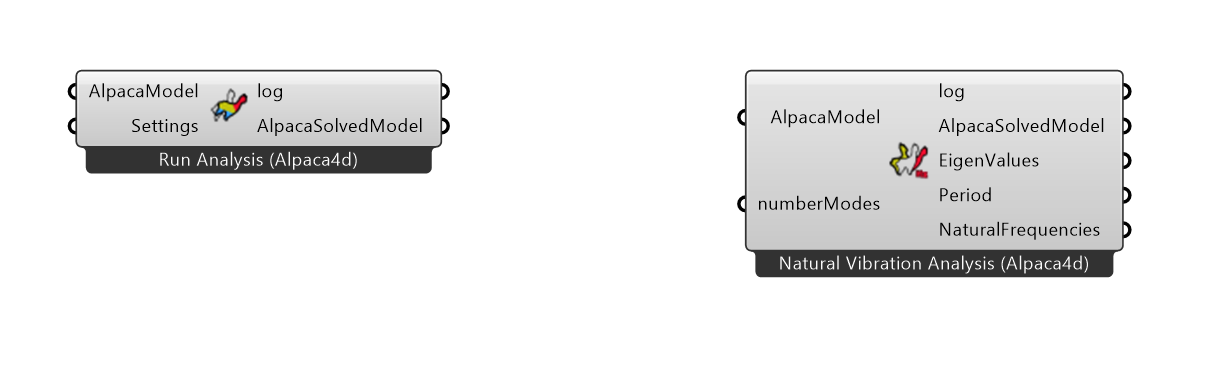 AlpacaModel
log
Settings
AlpacaSolvedModel
Run Analysis (Alpaca4d)
AlpacaModel
numberModes
log
AlpacaSolvedModel
EigenValues
Period
NaturalFrequencies
Natural Vibration Analysis (Alpaca4d)